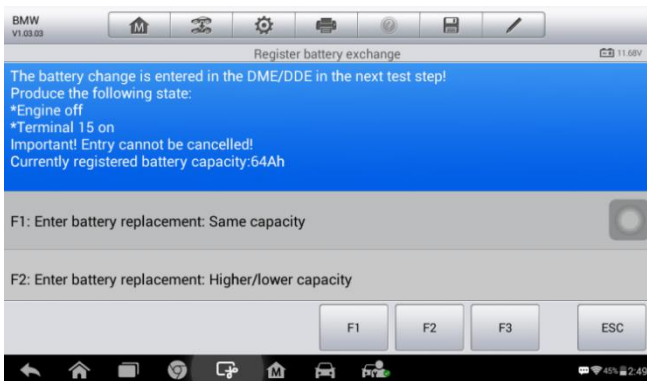 BMW
V1.03.03
Register battery exchange
11.68V
The battery change is entered in the DME/DDE in the next test step!
Produce the following state:
*Engine off
*Terminal 15 on
Important! Entry cannot be cancelled!
Currently registered battery capacity:64Ah
F1: Enter battery replacement: Same capacity
F2: Enter battery replacement: Higher/lower capacity
F1 F2 F3 ESC
45% 2:49